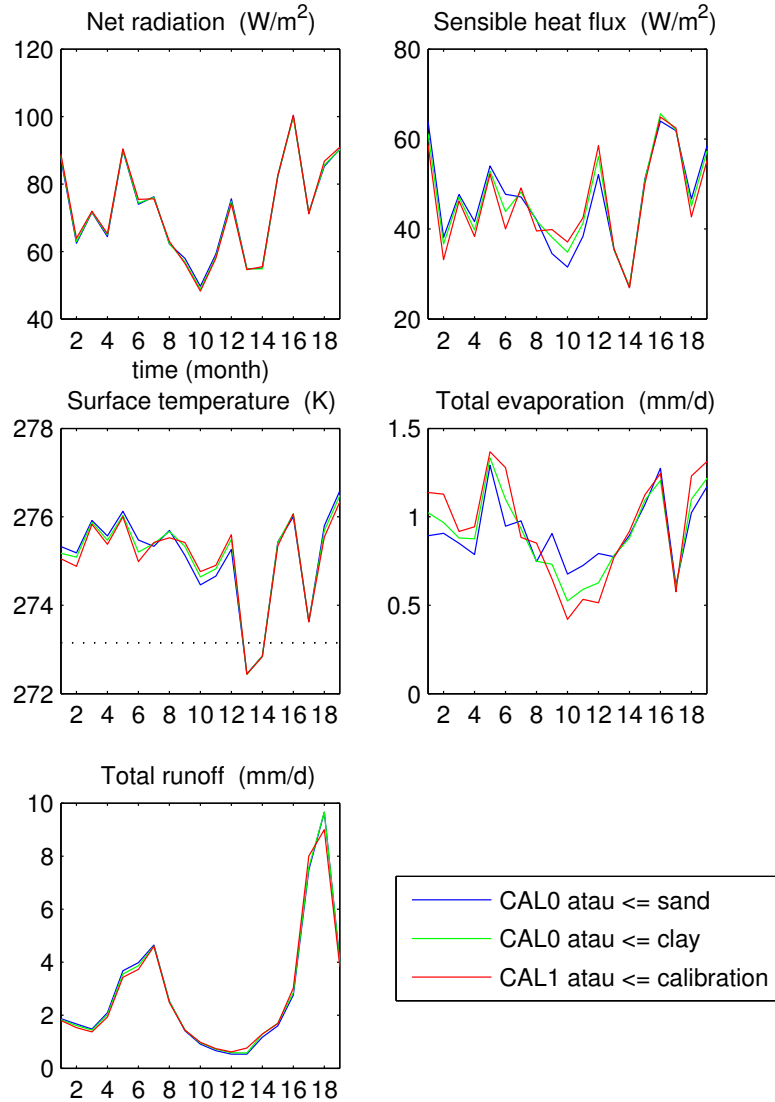 Net radiation  (W/m²)
120
100
80
60
40
2 4 6 8 10 12 14 16 18
time (month)
Sensible heat flux  (W/m²)
80
60
40
20
2 4 6 8 10 12 14 16 18
Surface temperature  (K)
278
276
274
272
2 4 6 8 10 12 14 16 18
Total evaporation  (mm/d)
1.5
1
0.5
0
2 4 6 8 10 12 14 16 18
Total runoff  (mm/d)
10
8
6
4
2
0
2 4 6 8 10 12 14 16 18
CAL0 atau <= sand
CAL0 atau <= clay
CAL1 atau <= calibration